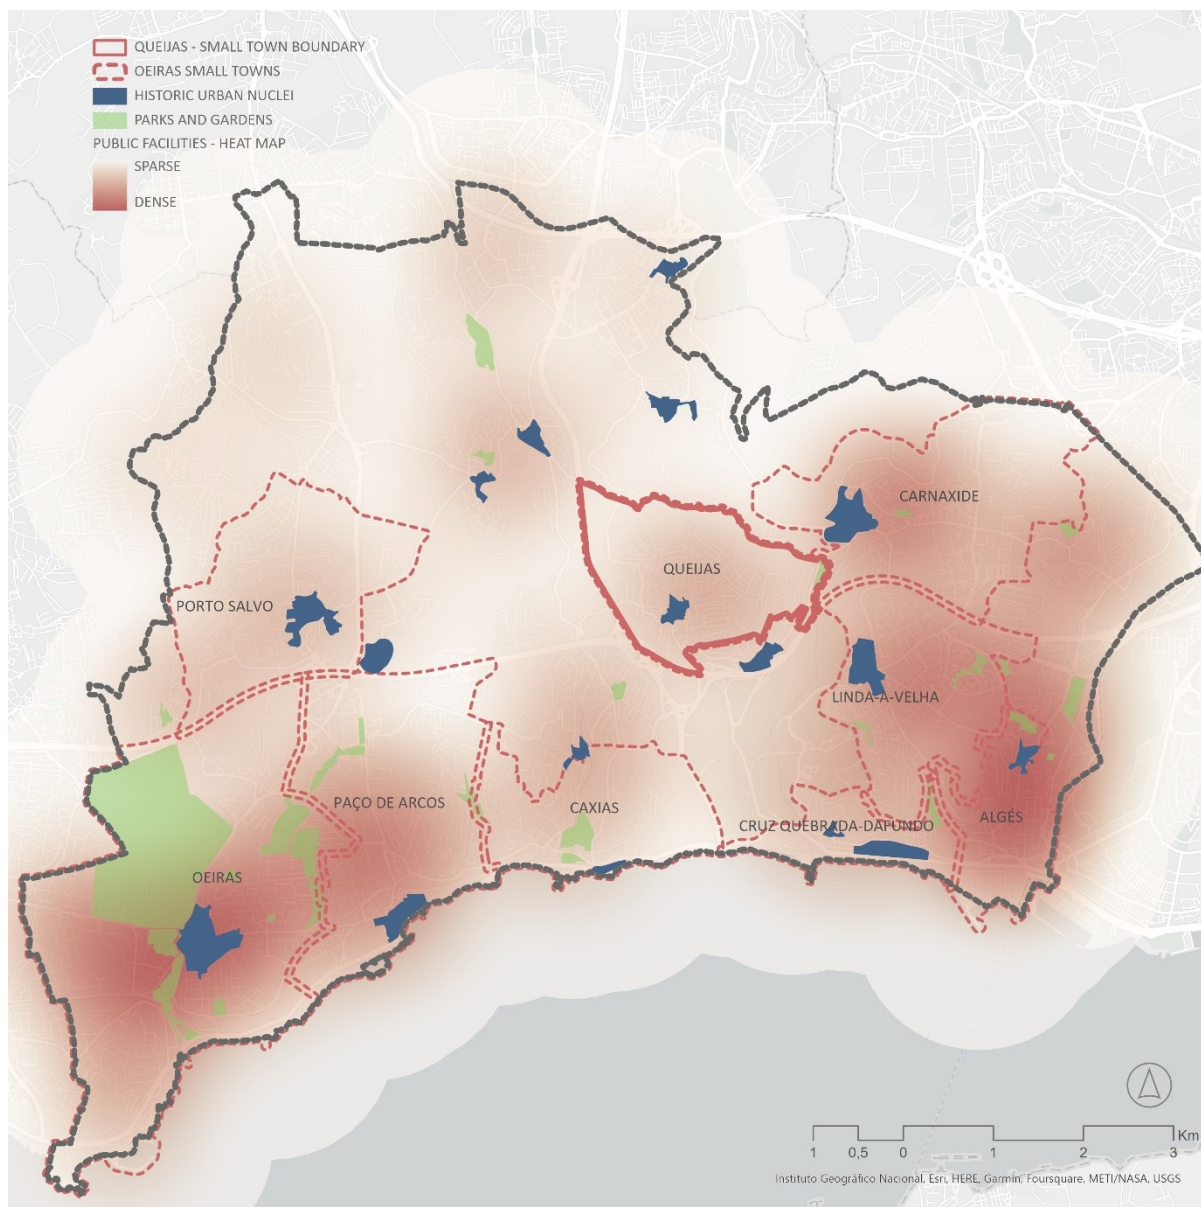 QUEIJAS - SMALL TOWN BOUNDARY
OEIRAS SMALL TOWNS
HISTORIC URBAN NUCLEI
PARKS AND GARDENS
PUBLIC FACILITIES - HEAT MAP
SPARSE
DENSE
CARNAXIDE
QUEIJAS
PORTO SALVO
LINDA-A-VELHA
PAÇO DE ARCOS
CAXIAS
CRUZ QUEBRADA-DAFUNDO
ALGÉS
OEIRAS
1 0,5 0 1 2 3 Km
Instituto Geográfico Nacional, Esri, HERE, Garmin, Foursquare, METI/NASA, USGS